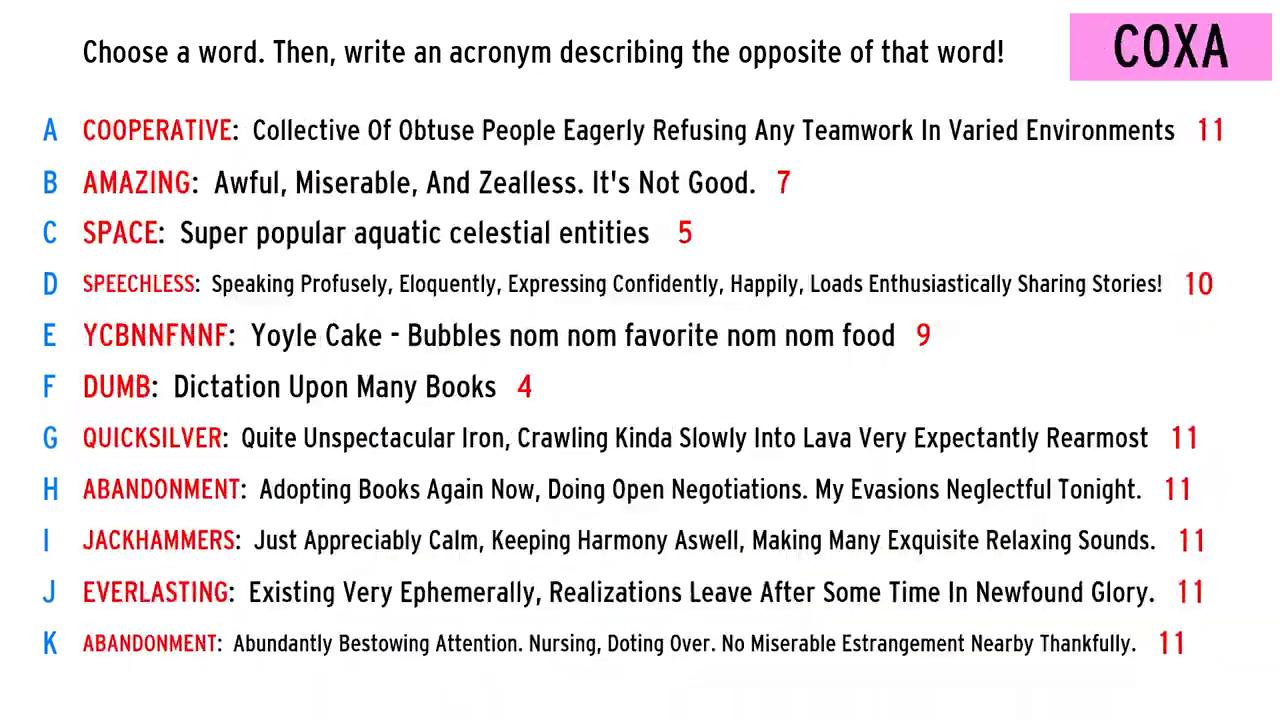 Choose a word. Then, write an acronym describing the opposite of that word!
COXA
A COOPERATIVE: Collective Of Obtuse People Eagerly Refusing Any Teamwork In Varied Environments 11
B AMAZING: Awful, Miserable, And Zealless. It's Not Good. 7
C SPACE: Super popular aquatic celestial entities 5
D SPEECHLESS: Speaking Profusely, Eloquently, Expressing Confidently, Happily, Loads Enthusiastically Sharing Stories! 10
E YCBNNFNNF: Yoyle Cake - Bubbles nom nom favorite nom nom food 9
F DUMB: Dictation Upon Many Books 4
G QUICKSILVER: Quite Unspectacular Iron, Crawling Kinda Slowly Into Lava Very Expectantly Rearmost 11
H ABANDONMENT: Adopting Books Again Now, Doing Open Negotiations. My Evasions Neglectful Tonight. 11
I JACKHAMMERS: Just Appreciably Calm, Keeping Harmony Aswell, Making Many Exquisite Relaxing Sounds. 11
J EVERLASTING: Existing Very Ephemerally, Realizations Leave After Some Time In Newfound Glory. 11
K ABANDONMENT: Abundantly Bestowing Attention. Nursing, Doting Over. No Miserable Estrangement Nearby Thankfully. 11